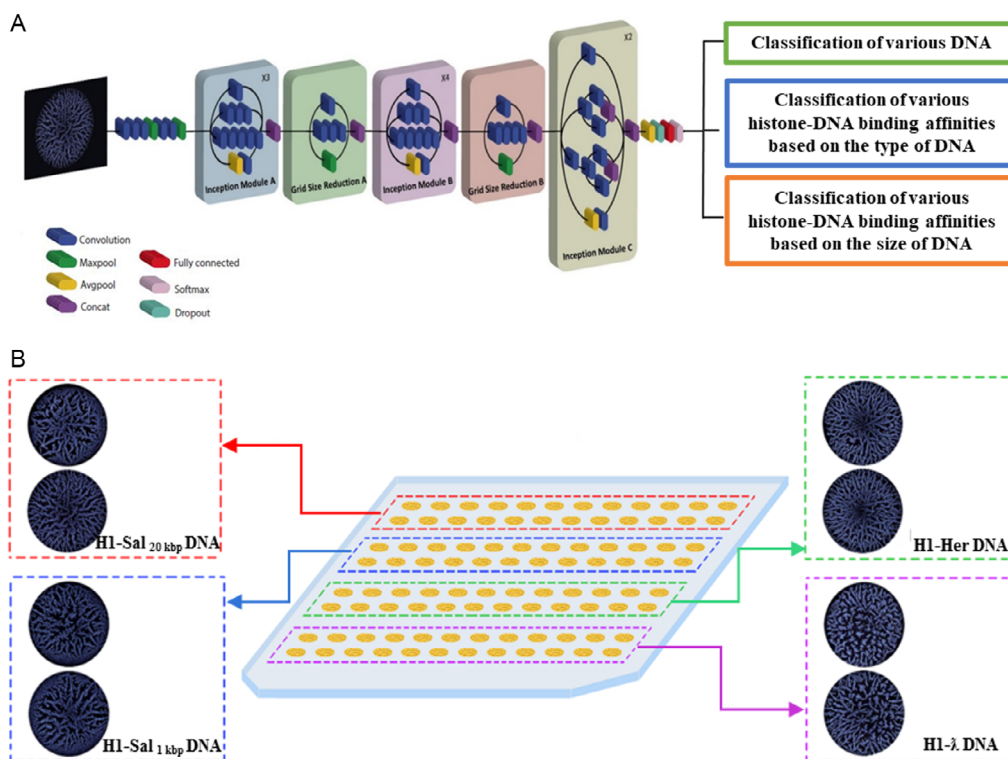 A
X3
Inception Module A
Grid Size Reduction A
X4
Inception Module B
Grid Size Reduction B
X2
Inception Module C
Classification of various DNA
Classification of various
histone-DNA binding affinities
based on the type of DNA
Classification of various
histone-DNA binding affinities
based on the size of DNA
Convolution
Maxpool
Avgpool
Concat
Fully connected
Softmax
Dropout
B
H1-Sal 20 kbp DNA
H1-Her DNA
H1-Sal 1 kbp DNA
H1-λ DNA